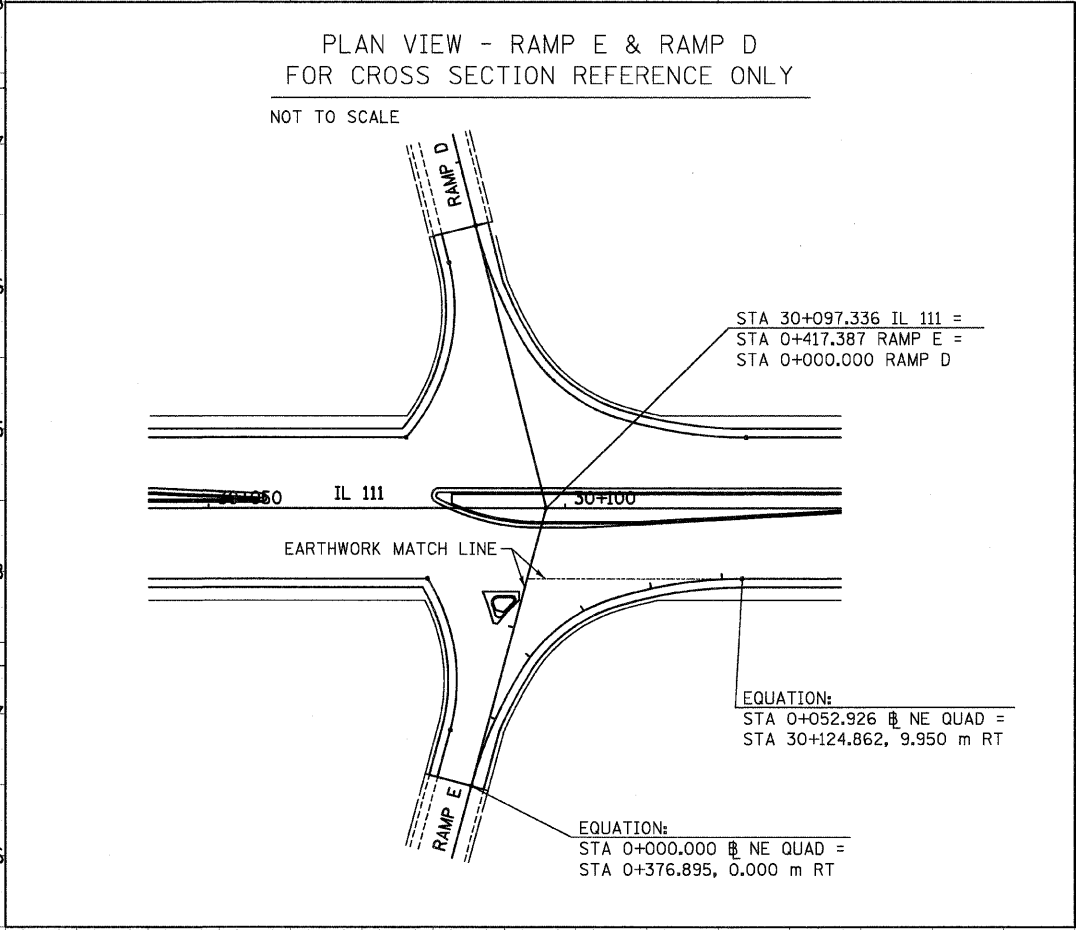 PLAN VIEW - RAMP E & RAMP D
FOR CROSS SECTION REFERENCE ONLY
NOT TO SCALE
RAMP D
STA 30+097.336 IL 111 =
STA 0+417.387 RAMP E =
STA 0+000.000 RAMP D
30+050
IL 111
30+100
EARTHWORK MATCH LINE
EQUATION:
STA 0+052.926 ⅊ NE QUAD =
STA 30+124.862, 9.950 m RT
RAMP E
EQUATION:
STA 0+000.000 ⅊ NE QUAD =
STA 0+376.895, 0.000 m RT